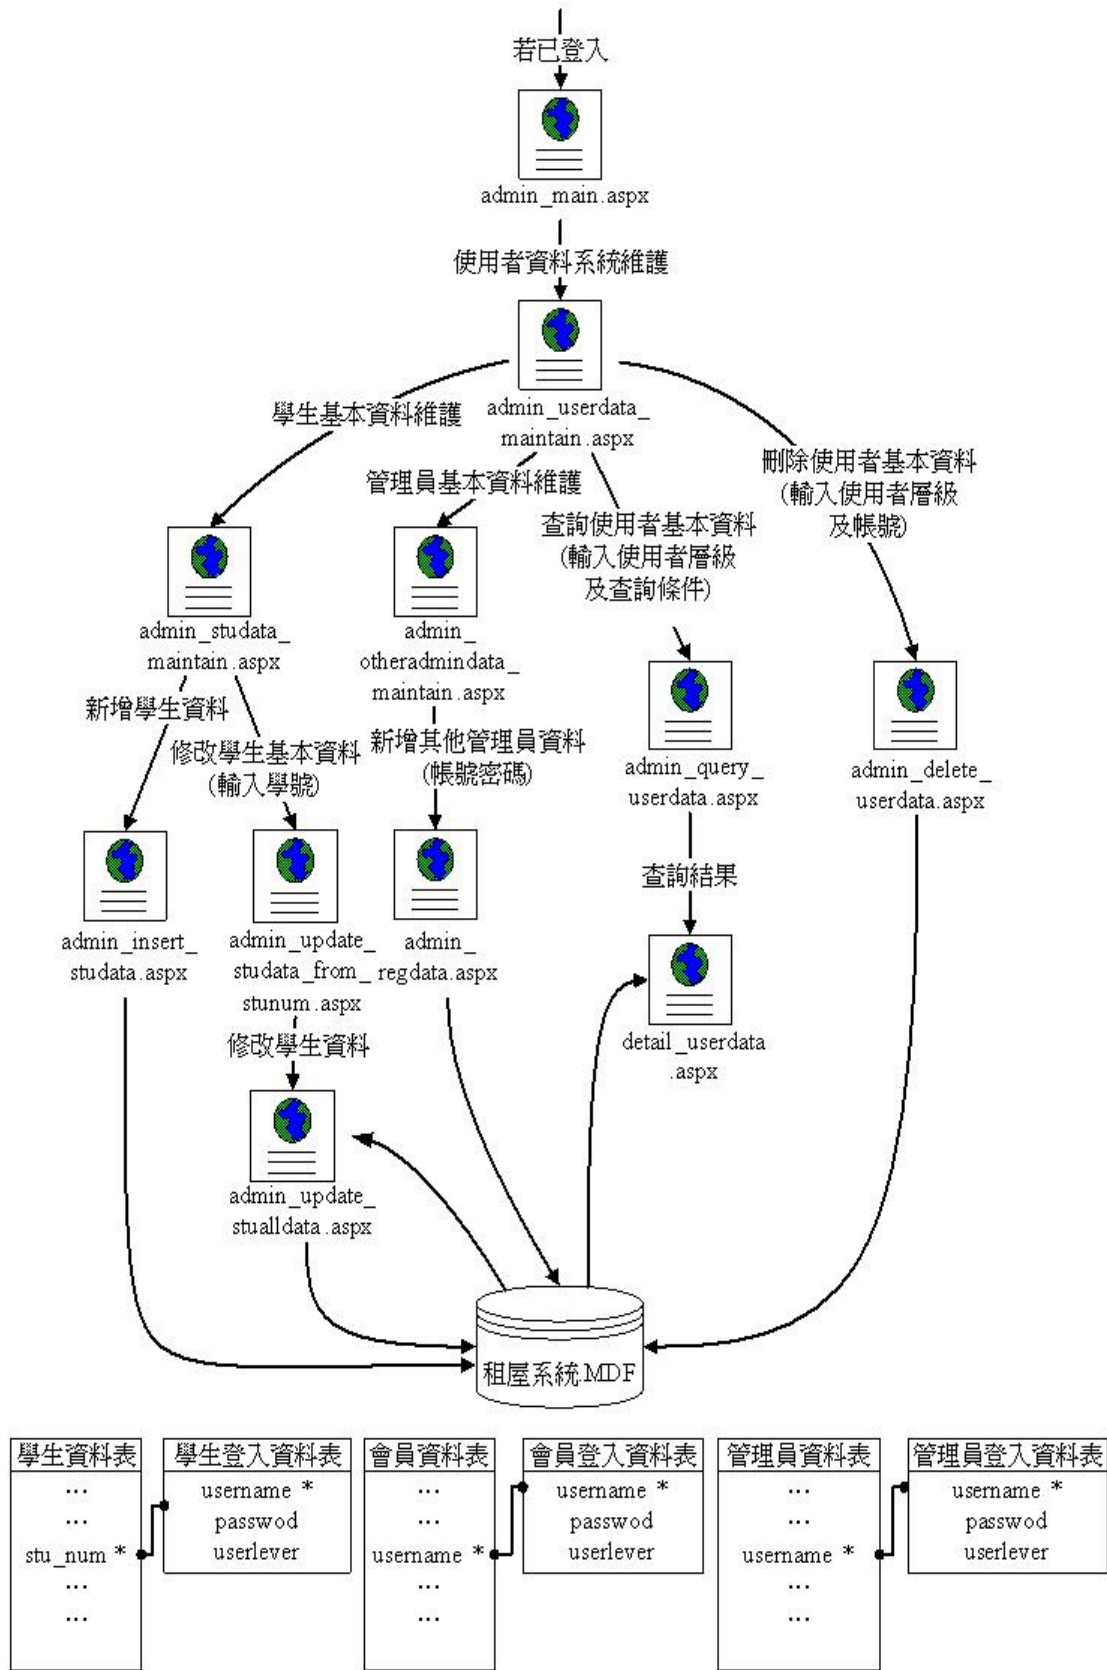 若已登入
admin_main.aspx
使用者資料系統維護
admin_userdata_
maintain.aspx
學生基本資料維護
管理員基本資料維護
查詢使用者基本資料
(輸入使用者層級
及查詢條件)
刪除使用者基本資料
(輸入使用者層級
及帳號)
admin_studata_
maintain.aspx
admin_
otheradmindata_
maintain.aspx
admin_query_
userdata.aspx
admin_delete_
userdata.aspx
新增學生資料
修改學生基本資料
(輸入學號)
新增其他管理員資料
(帳號密碼)
查詢結果
admin_insert_
studata.aspx
admin_update_
studata_from_
stunum.aspx
admin_
regdata.aspx
detail_userdata
.aspx
修改學生資料
admin_update_
stualldata.aspx
租屋系統.MDF
學生資料表
...
...
stu_num *
...
...
學生登入資料表
username *
passwod
userlever
會員資料表
...
...
username *
...
...
會員登入資料表
username *
passwod
userlever
管理員資料表
...
...
username *
...
...
管理員登入資料表
username *
passwod
userlever